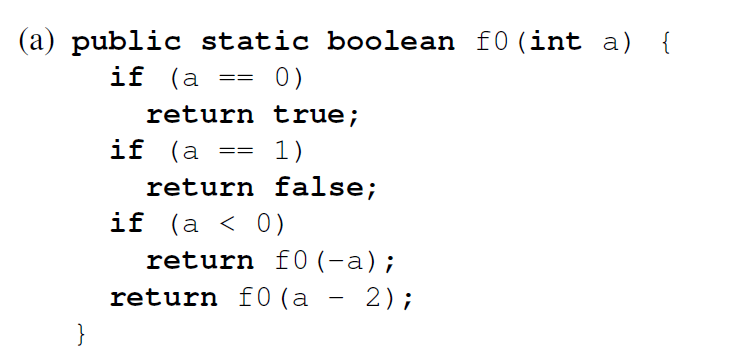 (a) public static boolean f0(int a) {
if (a == 0)
return true;
if (a == 1)
return false;
if (a < 0)
return f0(-a);
return f0(a - 2);
}